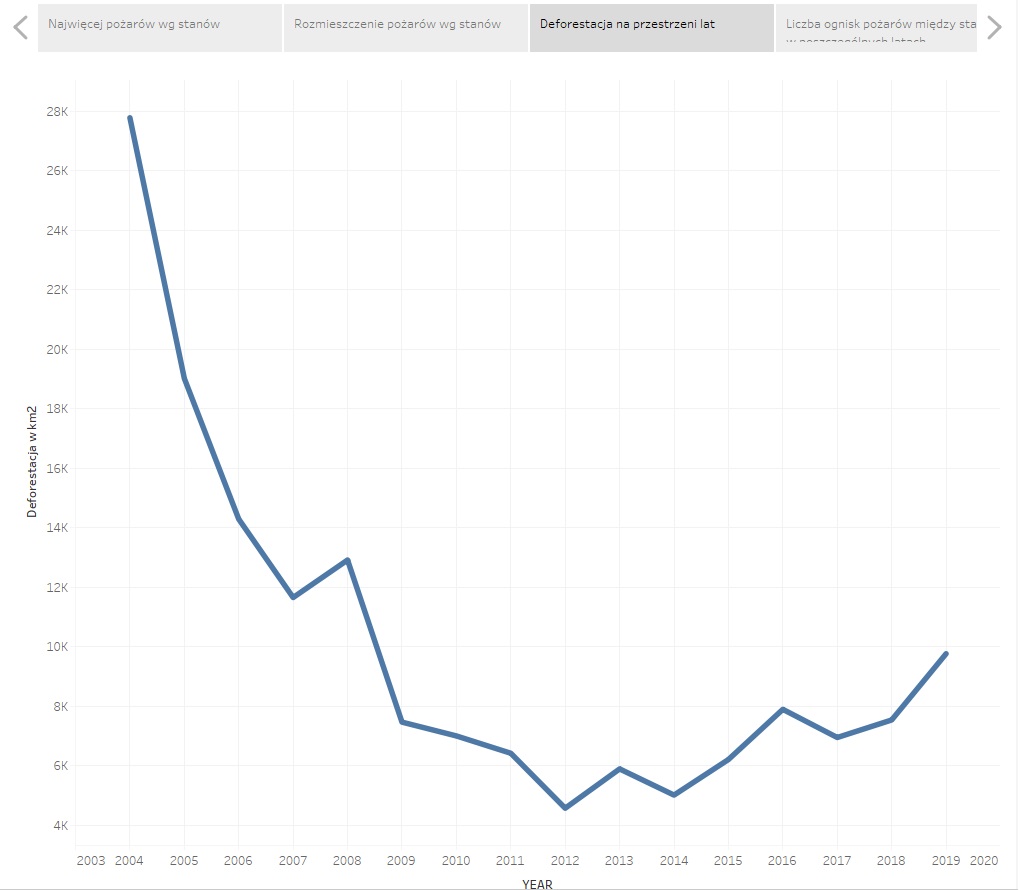 Najwięcej pożarów wg stanów
Rozmieszczenie pożarów wg stanów
Deforestacja na przestrzeni lat
Liczba ognisk pożarów między sta
w poszczególnych latach
28K
26K
24K
22K
20K
18K
16K
14K
12K
10K
8K
6K
4K
Deforestacja w km2
2003 2004 2005 2006 2007 2008 2009 2010 2011 2012 2013 2014 2015 2016 2017 2018 2019 2020
YEAR